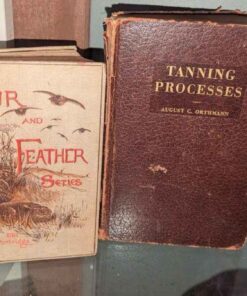 UR
AND
FEATHER
SERIES
TANNING
PROCESSES
AUGUST C. ORTHMANN